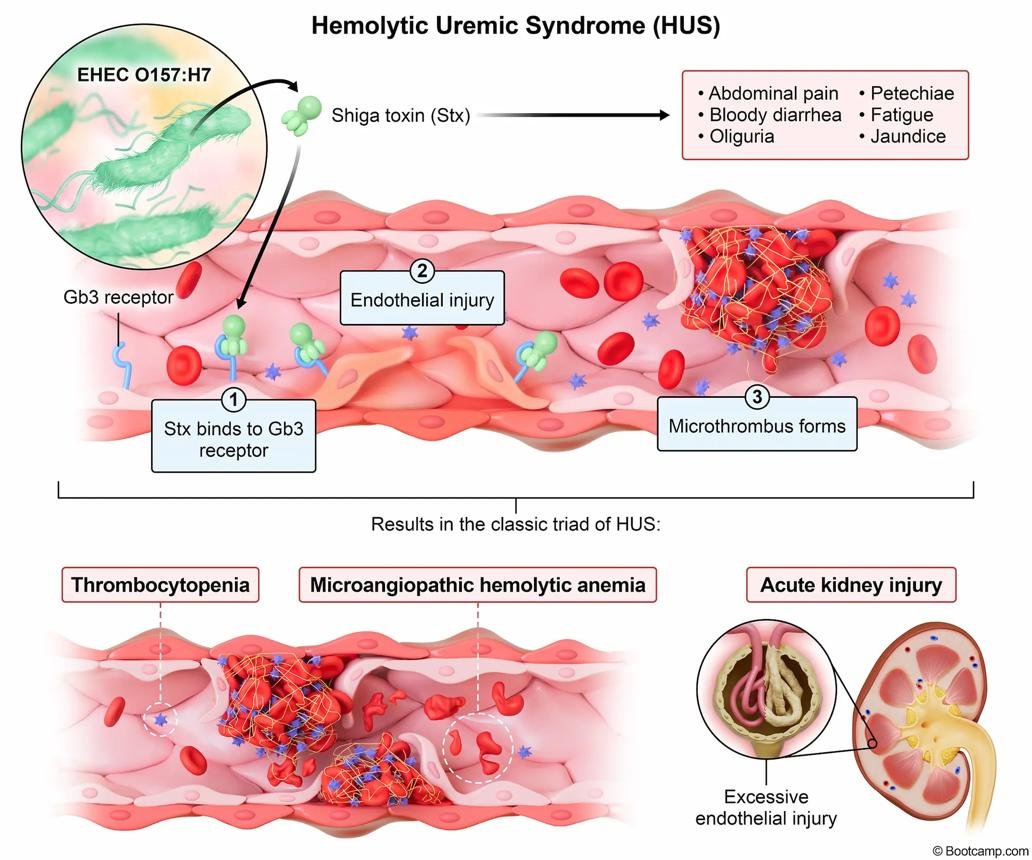 Hemolytic Uremic Syndrome (HUS)
EHEC O157:H7
Shiga toxin (Stx)
• Abdominal pain
• Bloody diarrhea
• Oliguria
• Petechiae
• Fatigue
• Jaundice
Gb3 receptor
2
Endothelial injury
1
Stx binds to Gb3
receptor
3
Microthrombus forms
Results in the classic triad of HUS:
Thrombocytopenia
Microangiopathic hemolytic anemia
Acute kidney injury
Excessive
endothelial injury
© Bootcamp.com